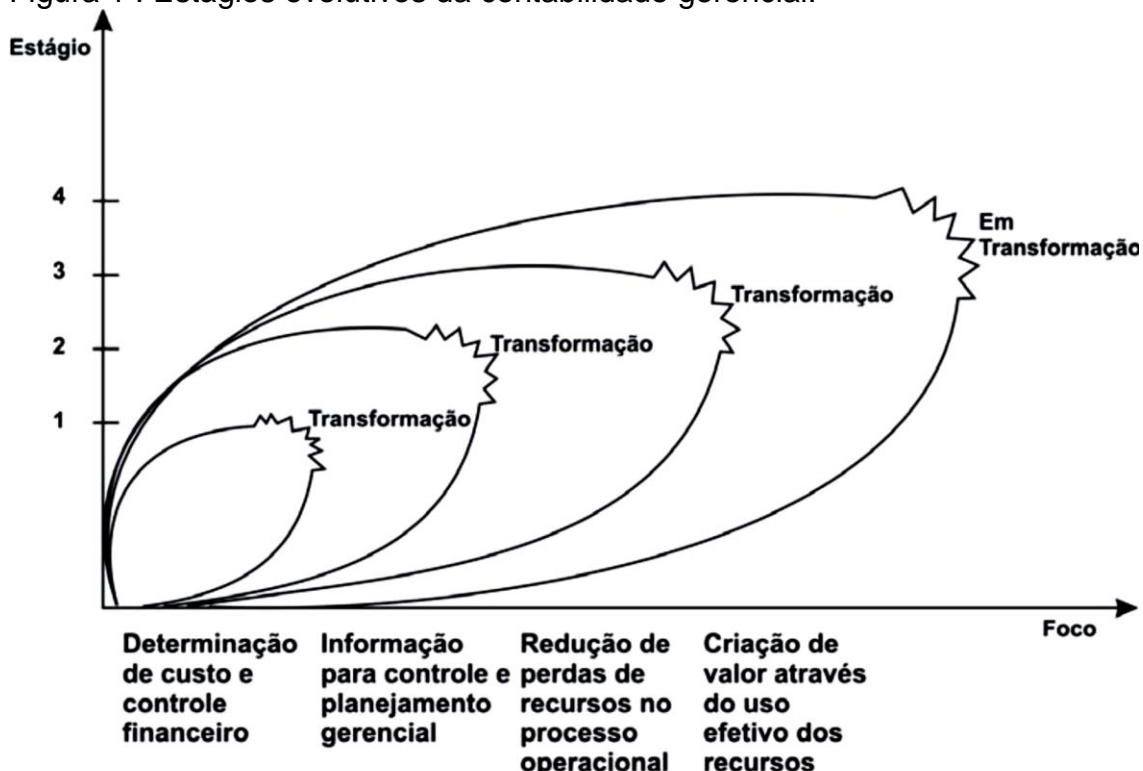 Figura 1 : Estágios evolutivos da contabilidade gerencial.
Estágio
4
3
2
1
Em
Transformação
Transformação
Transformação
Transformação
Foco
Determinação
de custo e
controle
financeiro
Informação
para controle e
planejamento
gerencial
Redução de
perdas de
recursos no
processo
operacional
Criação de
valor através
do uso
efetivo dos
recursos